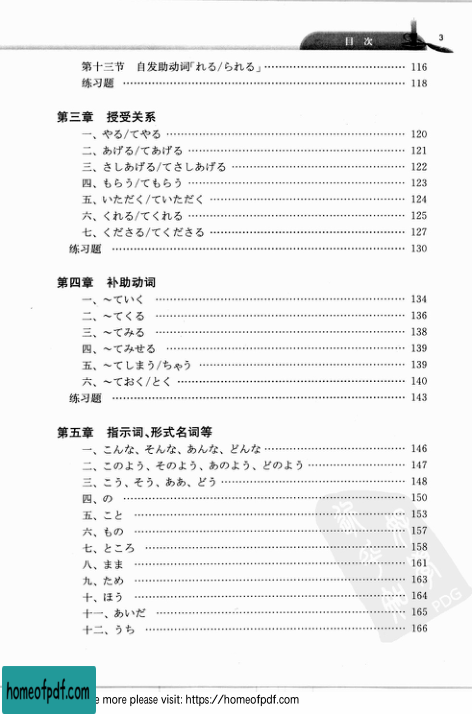 目 次
3
第十三节 自发助动词「れる/られる」…………………………… 116
练习题 …………………………… 118
第三章 授受关系
一、やる/てやる …………………………… 120
二、あげる/てあげる …………………………… 121
三、さしあげる/てさしあげる …………………………… 122
四、もらう/てもらう …………………………… 123
五、いただく/ていただく …………………………… 124
六、くれる/てくれる …………………………… 125
七、くださる/てくださる …………………………… 127
练习题 …………………………… 130
第四章 补助动词
一、～ていく …………………………… 134
二、～てくる …………………………… 136
三、～てみる …………………………… 138
四、～てみせる …………………………… 139
五、～てしまう/ちゃう …………………………… 139
六、～ておく/とく …………………………… 140
练习题 …………………………… 143
第五章 指示词、形式名词等
一、こんな、そんな、あんな、どんな …………………………… 146
二、このよう、そのよう、あのよう、どのよう …………………………… 147
三、こう、そう、ああ、どう …………………………… 148
四、の …………………………… 150
五、こと …………………………… 153
六、もの …………………………… 157
七、ところ …………………………… 158
八、まま …………………………… 161
九、ため …………………………… 163
十、ほう …………………………… 164
十一、あいだ …………………………… 165
十二、うち …………………………… 166
PDG
homeofpdf.com
e more please visit: https://homeofpdf.com